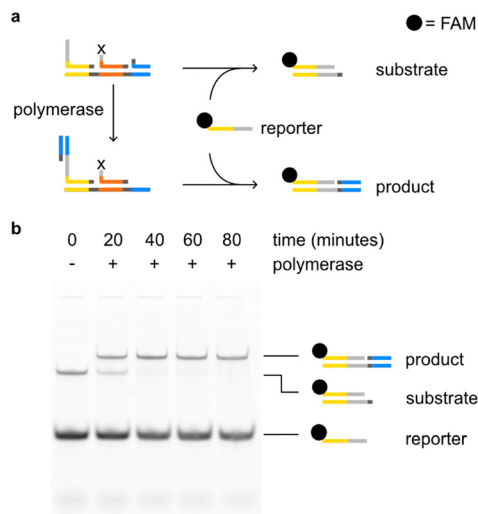 a
= FAM
x
substrate
polymerase
reporter
x
product
b
0 20 40 60 80 time (minutes)
- + + + + polymerase
product
substrate
reporter